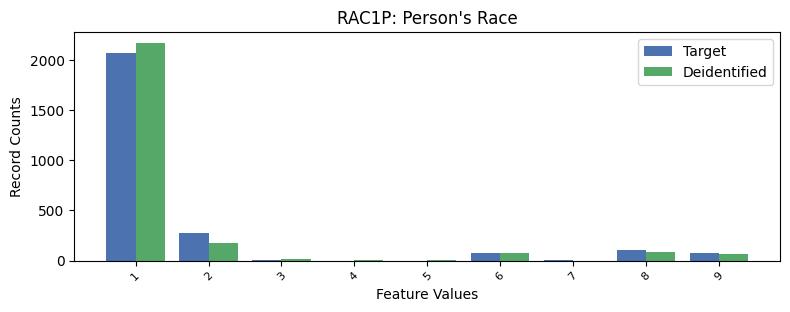 RAC1P: Person's Race
Target
Deidentified
Record Counts
2000
1500
1000
500
0
1 2 3 4 5 6 7 8 9
Feature Values